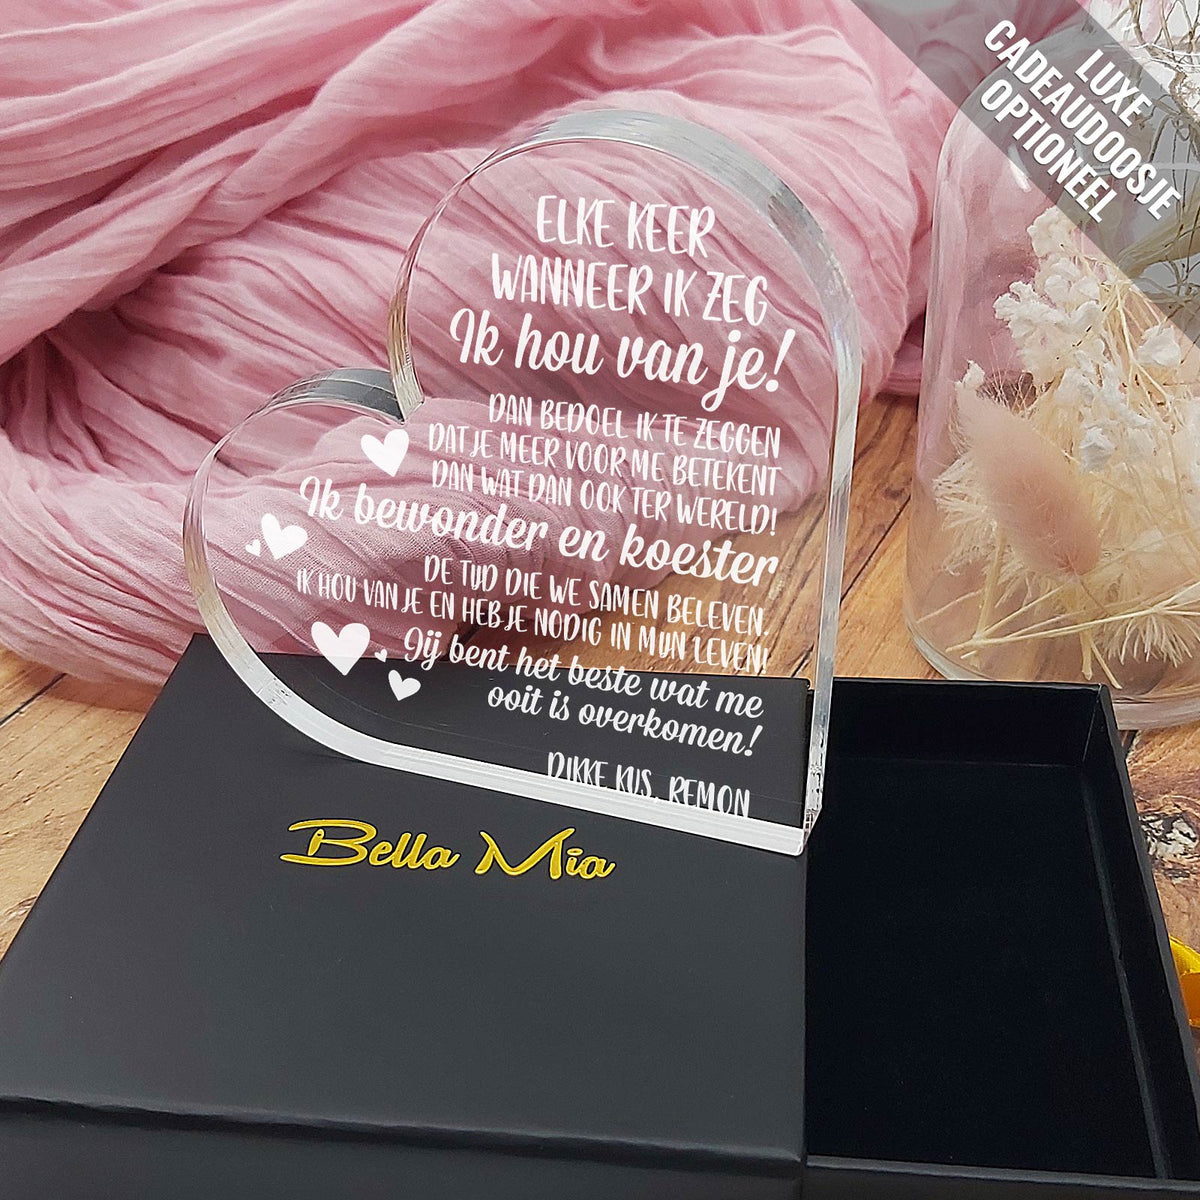 LUXE
CADEAUDOOSJE
OPTIONEEL
ELKE KEER
WANNEER IK ZEG
Ik hou van je!
DAN BEDOEL IK TE ZEGGEN
DAT JE MEER VOOR ME BETEKENT
DAN WAT DAN OOK TER WERELD!
Ik bewonder en koester
DE TIJD DIE WE SAMEN BELEVEN.
IK HOU VAN JE EN HEB JE NODIG IN MIJN LEVEN!
Jij bent het beste wat me
ooit is overkomen!
DIKKE KUS, REMON
Bella Mia